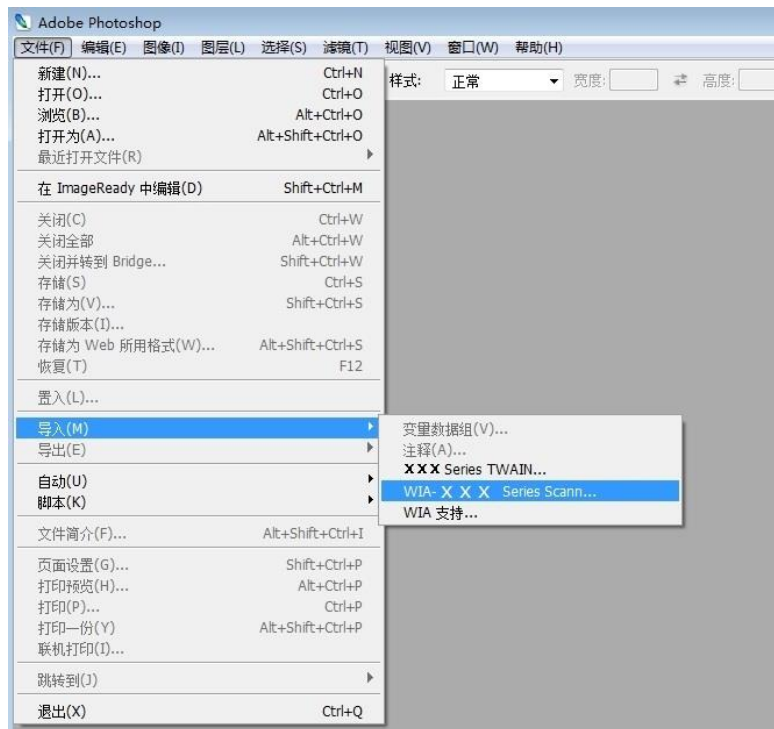 Adobe Photoshop
文件(F) 编辑(E) 图像(I) 图层(L) 选择(S) 滤镜(T) 视图(V) 窗口(W) 帮助(H)
样式: 正常 宽度: 高度:
新建(N)... Ctrl+N
打开(O)... Ctrl+O
浏览(B)... Alt+Ctrl+O
打开为(A)... Alt+Shift+Ctrl+O
最近打开文件(R)
在 ImageReady 中编辑(D) Shift+Ctrl+M
关闭(C) Ctrl+W
关闭全部 Alt+Ctrl+W
关闭并转到 Bridge... Shift+Ctrl+W
存储(S) Ctrl+S
存储为(V)... Shift+Ctrl+S
存储版本(I)...
存储为 Web 所用格式(W)... Alt+Shift+Ctrl+S
恢复(T) F12
置入(L)...
导入(M)
导出(E)
变量数据组(V)...
注释(A)...
XXX Series TWAIN...
WIA- X X X Series Scann...
WIA 支持...
自动(U)
脚本(K)
文件简介(F)... Alt+Shift+Ctrl+I
页面设置(G)... Shift+Ctrl+P
打印预览(H)... Alt+Ctrl+P
打印(P)... Ctrl+P
打印一份(Y) Alt+Shift+Ctrl+P
联机打印(I)...
跳转到(J)
退出(X) Ctrl+Q